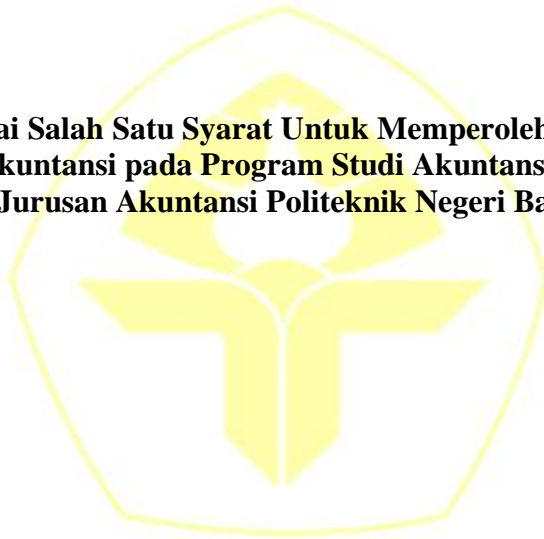 ai Salah Satu Syarat Untuk Memperoleh
kuntansi pada Program Studi Akuntans
Jurusan Akuntansi Politeknik Negeri Ba